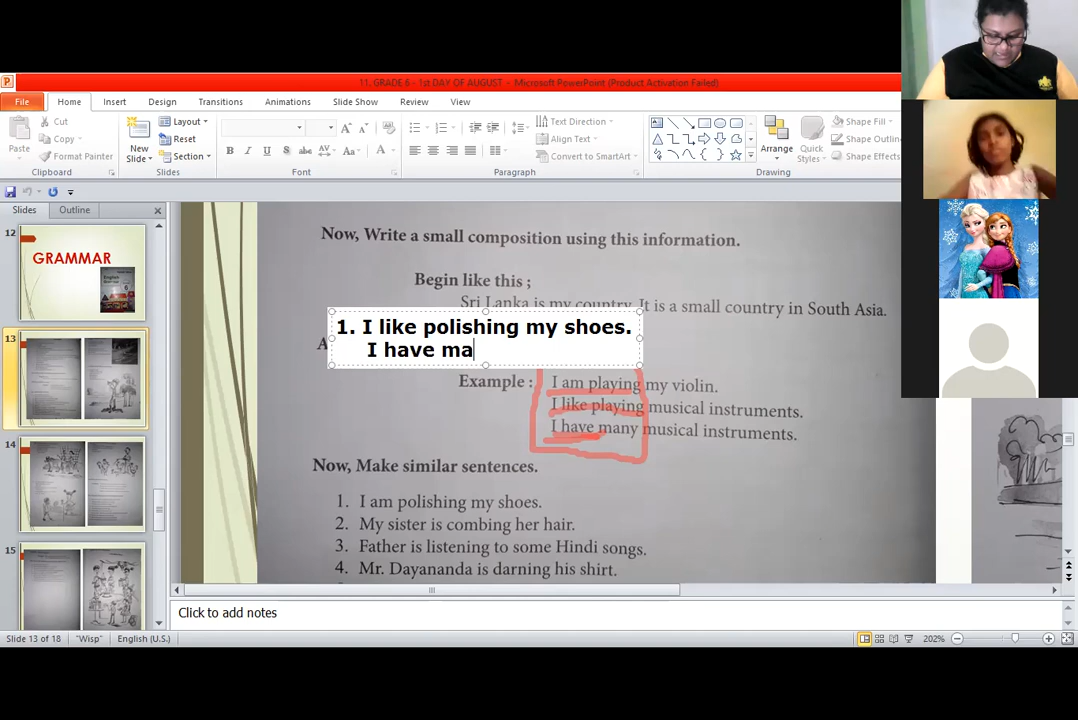 11. GRADE 6 - 1st DAY OF AUGUST - Microsoft PowerPoint (Product Activation Failed)
File Home Insert Design Transitions Animations Slide Show Review View
Paste Cut Copy Format Painter Clipboard
New Slide Layout Reset Section Slides
Font
Text Direction Align Text Convert to SmartArt Paragraph
Arrange Quick Styles Shape Fill Shape Outlin Shape Effects Drawing
Slides Outline
12
GRAMMAR
13
14
15
Now, Write a small composition using this information.
Begin like this ;
Sri Lanka is my country. It is a small country in South Asia.
1. I like polishing my shoes.
I have ma
Example : I am playing my violin.
I like playing musical instruments.
I have many musical instruments.
Now, Make similar sentences.
1. I am polishing my shoes.
2. My sister is combing her hair.
3. Father is listening to some Hindi songs.
4. Mr. Dayananda is darning his shirt.
Click to add notes
Slide 13 of 18 "Wisp" English (U.S.) 202%